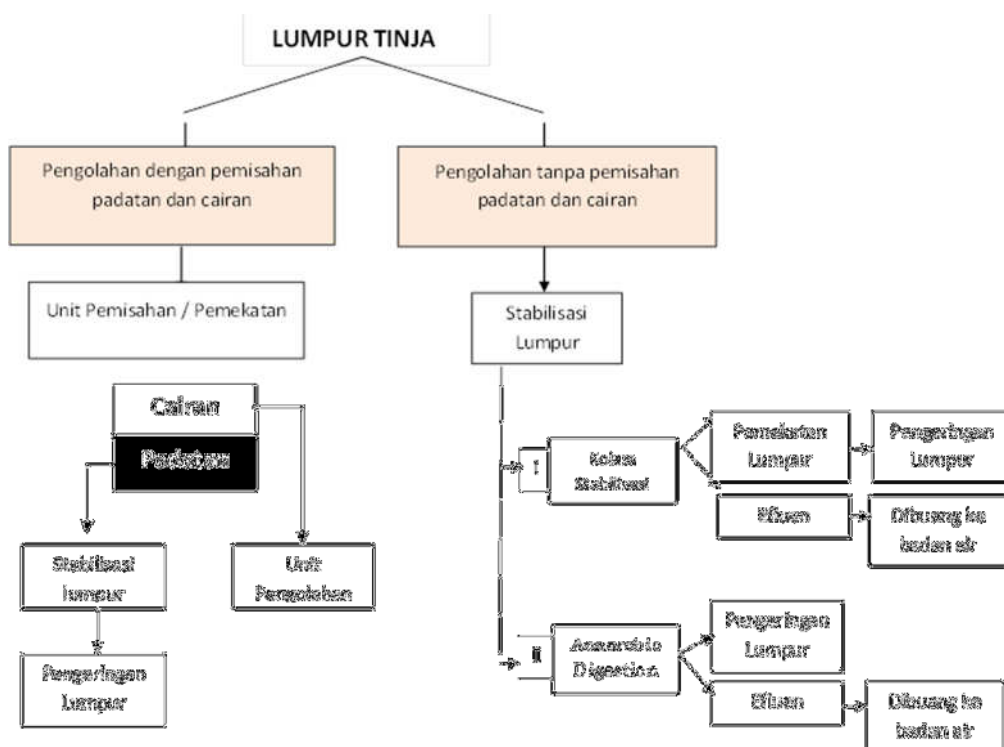 LUMPUR TINJA
Pengolahan dengan pemisahan
padatan dan cairan
Pengolahan tanpa pemisahan
padatan dan cairan
Unit Pemisahan / Pemekatan
Stabilisasi
Lumpur
Cairan
Padatan
Stabilisasi
lumpur
Pengeringan
Lumpur
Unit
Pengolahan
I
Kolam
Stabilisasi
Pemekatan
Lumpur
Pengeringan
Lumpur
Efluen
Dibuang ke
badan air
II
Anaerobic
Digestion
Pengeringan
Lumpur
Efluen
Dibuang ke
badan air